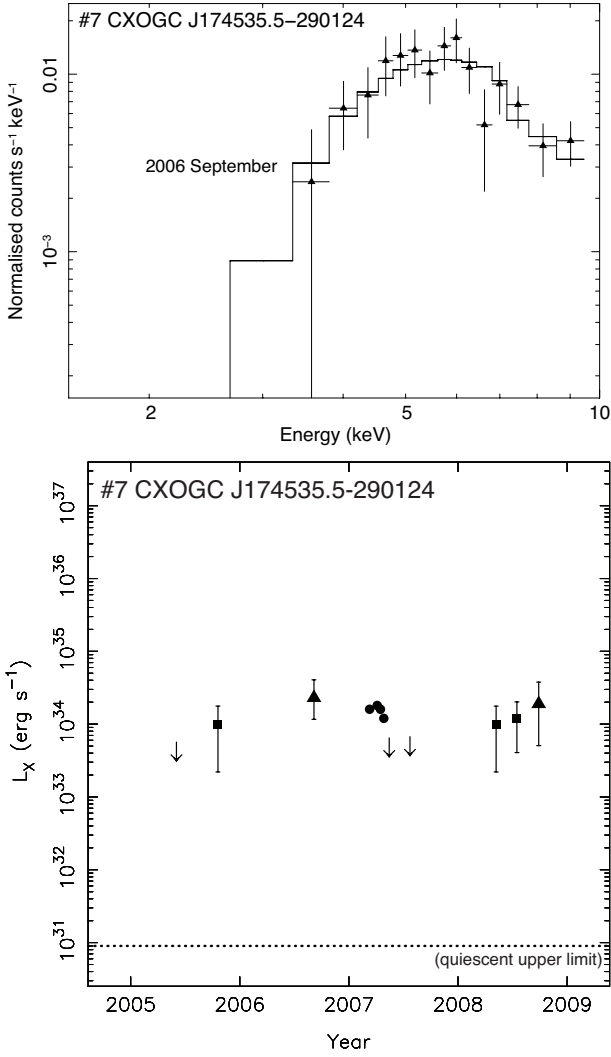 #7 CXOGC J174535.5−290124
Normalised counts s⁻¹ keV⁻¹
0.01
10⁻³
2006 September
2 5 10
Energy (keV)
#7 CXOGC J174535.5-290124
L_X (erg s⁻¹)
10³⁷
10³⁶
10³⁵
10³⁴
10³³
10³²
10³¹
(quiescent upper limit)
2005 2006 2007 2008 2009
Year